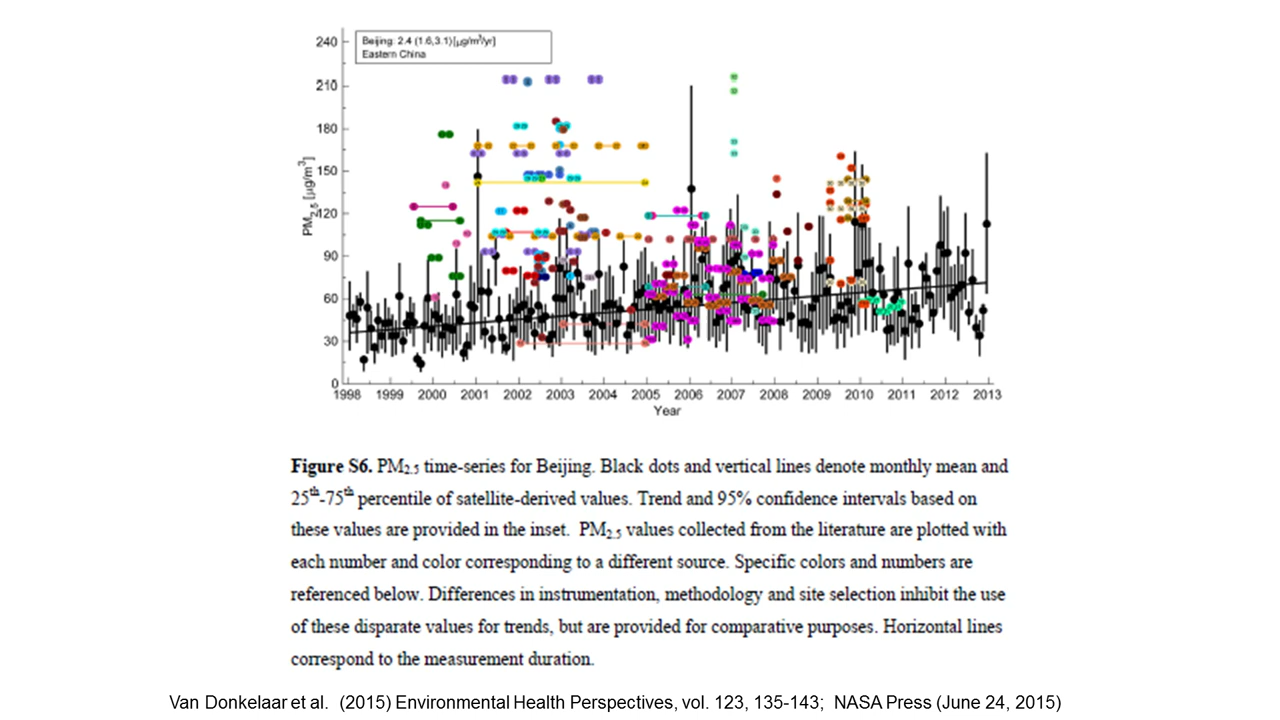 Beijing: 2.4 (1.6,3.1)[μg/m³/yr]
Eastern China
240
210
180
150
120
90
60
30
0
PM2.5 [μg/m³]
1998 1999 2000 2001 2002 2003 2004 2005 2006 2007 2008 2009 2010 2011 2012 2013
Year
Figure S6. PM2.5 time-series for Beijing. Black dots and vertical lines denote monthly mean and
25th-75th percentile of satellite-derived values. Trend and 95% confidence intervals based on
these values are provided in the inset. PM2.5 values collected from the literature are plotted with
each number and color corresponding to a different source. Specific colors and numbers are
referenced below. Differences in instrumentation, methodology and site selection inhibit the use
of these disparate values for trends, but are provided for comparative purposes. Horizontal lines
correspond to the measurement duration.
Van Donkelaar et al. (2015) Environmental Health Perspectives, vol. 123, 135-143; NASA Press (June 24, 2015)